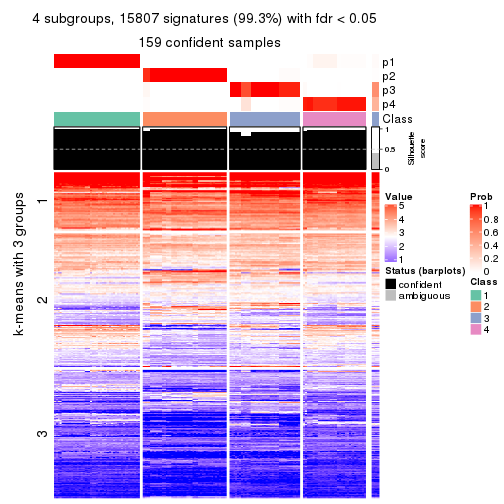 4 subgroups, 15807 signatures (99.3%) with fdr < 0.05
159 confident samples
p1
p2
p3
p4
Class
1
0.5
0
Silhouette
score
k-means with 3 groups
1
2
3
Value
5
4
3
2
1
Status (barplots)
confident
ambiguous
Prob
1
0.8
0.6
0.4
0.2
0
Class
1
2
3
4